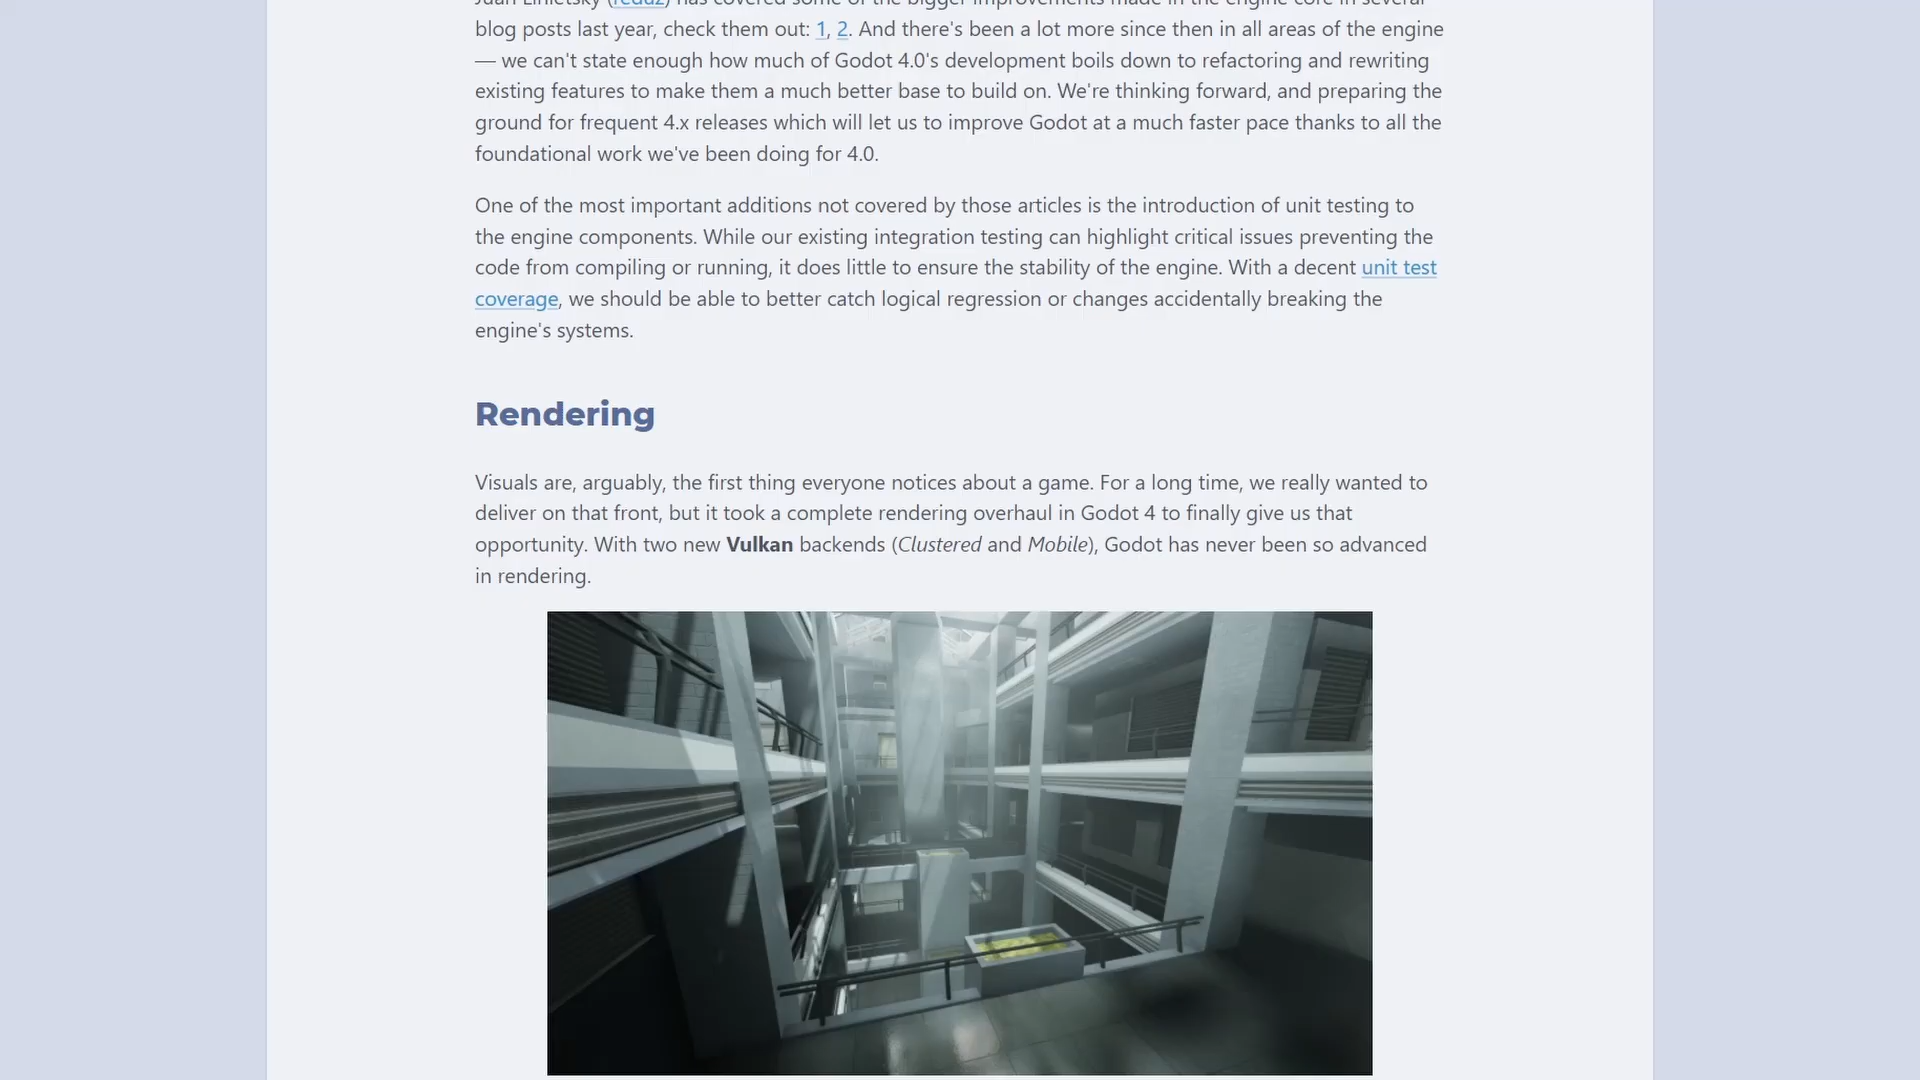 Juan Linietsky (reduz) has covered some of the bigger improvements made in the engine core in several
blog posts last year, check them out: 1, 2. And there's been a lot more since then in all areas of the engine
— we can't state enough how much of Godot 4.0's development boils down to refactoring and rewriting
existing features to make them a much better base to build on. We're thinking forward, and preparing the
ground for frequent 4.x releases which will let us to improve Godot at a much faster pace thanks to all the
foundational work we've been doing for 4.0.
One of the most important additions not covered by those articles is the introduction of unit testing to
the engine components. While our existing integration testing can highlight critical issues preventing the
code from compiling or running, it does little to ensure the stability of the engine. With a decent unit test
coverage, we should be able to better catch logical regression or changes accidentally breaking the
engine's systems.
Rendering
Visuals are, arguably, the first thing everyone notices about a game. For a long time, we really wanted to
deliver on that front, but it took a complete rendering overhaul in Godot 4 to finally give us that
opportunity. With two new Vulkan backends (Clustered and Mobile), Godot has never been so advanced
in rendering.